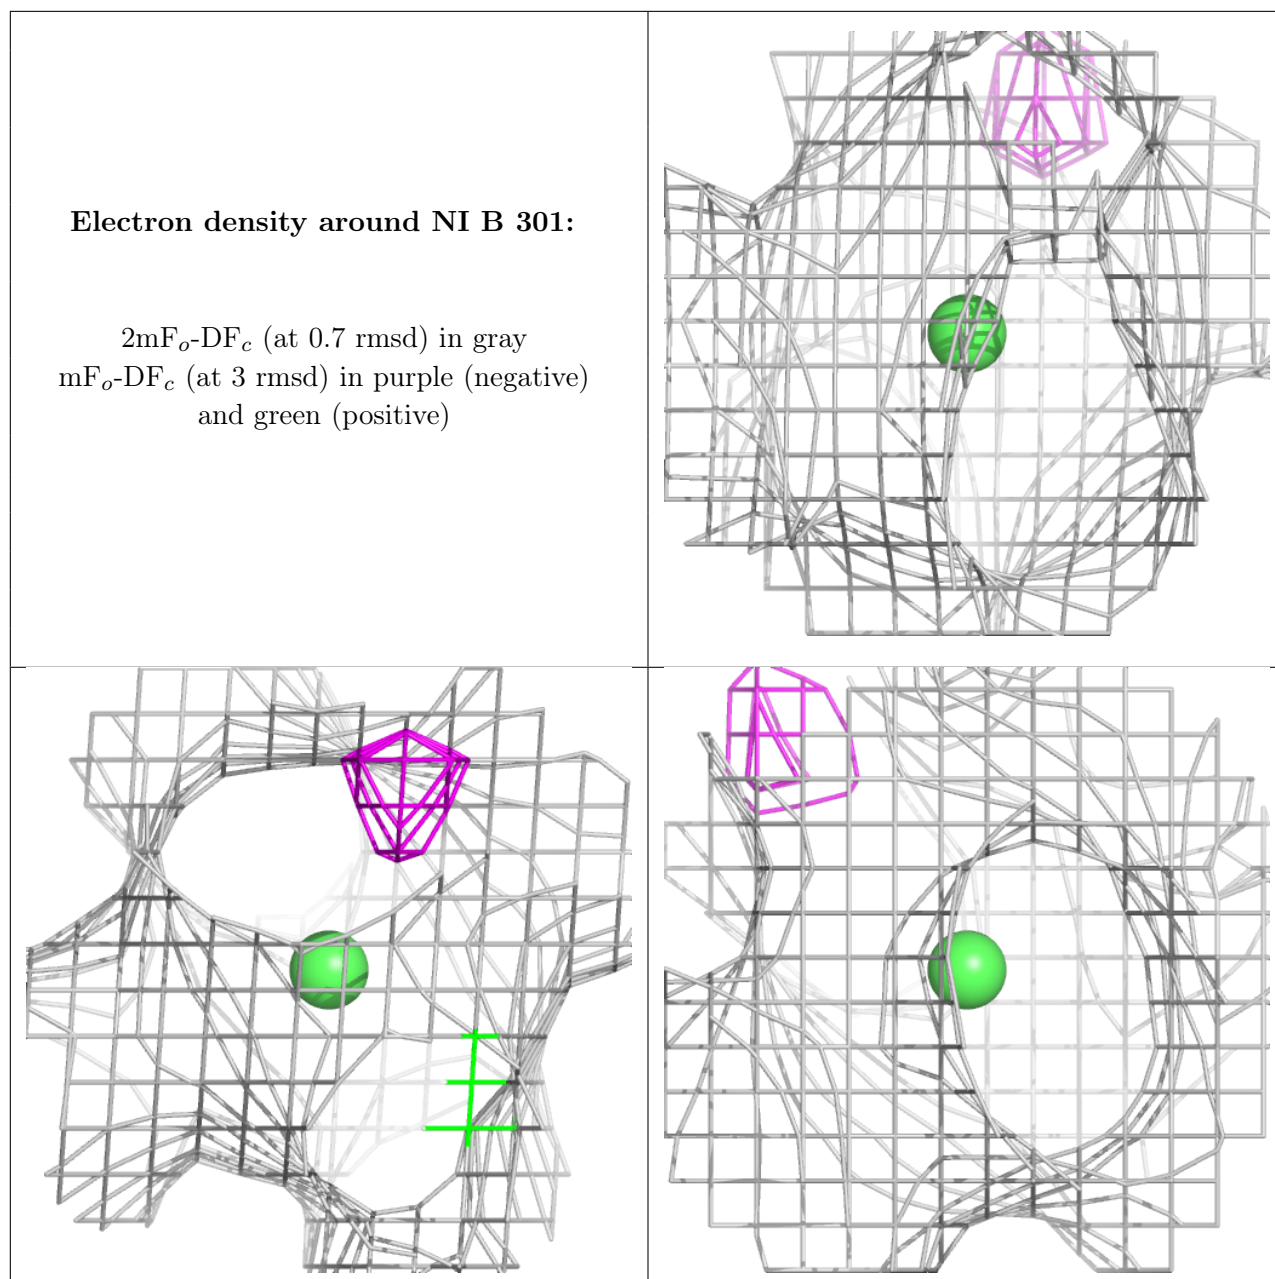 Electron density around NI B 301:
2mFₒ-DF𝒸 (at 0.7 rmsd) in gray
mFₒ-DF𝒸 (at 3 rmsd) in purple (negative)
and green (positive)